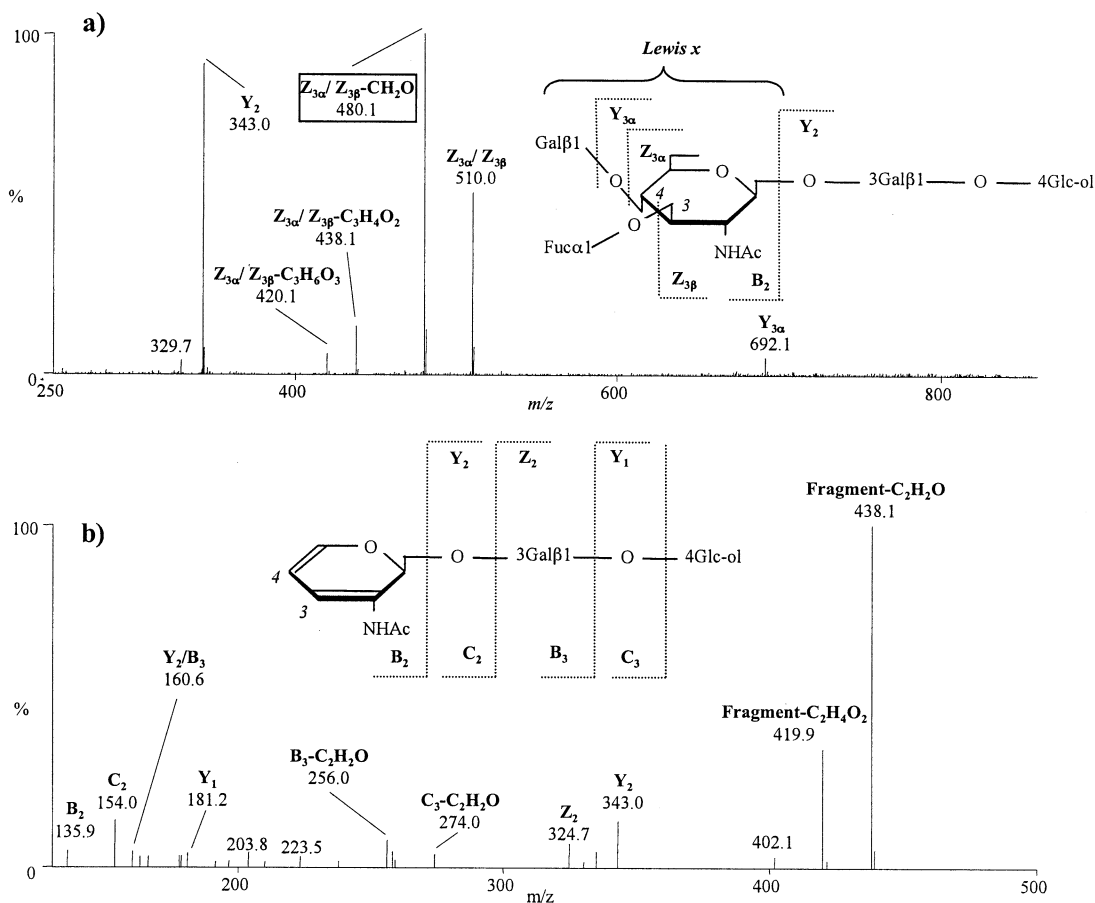 a)
100
%
0
250
400
600
800
m/z
Y₂
343.0
Z₃α/ Z₃β-CH₂O
480.1
Z₃α/ Z₃β
510.0
Z₃α/ Z₃β-C₃H₄O₂
438.1
Z₃α/ Z₃β-C₃H₆O₃
420.1
329.7
Y₃α
692.1
Lewis x
Y₃α
Y₂
Galβ1
Z₃α
O
O
4
3
O
3Galβ1
O
4Glc-ol
O
Fucα1
NHAc
Z₃β
B₂
b)
100
%
0
200
300
400
500
m/z
Y₂
Z₂
Y₁
O
O
3Galβ1
O
4Glc-ol
4
3
NHAc
B₂
C₂
B₃
C₃
Fragment-C₂H₂O
438.1
Fragment-C₂H₄O₂
419.9
Y₂/B₃
160.6
B₂
135.9
C₂
154.0
Y₁
181.2
203.8
223.5
B₃-C₂H₂O
256.0
C₃-C₂H₂O
274.0
Z₂
324.7
Y₂
343.0
402.1